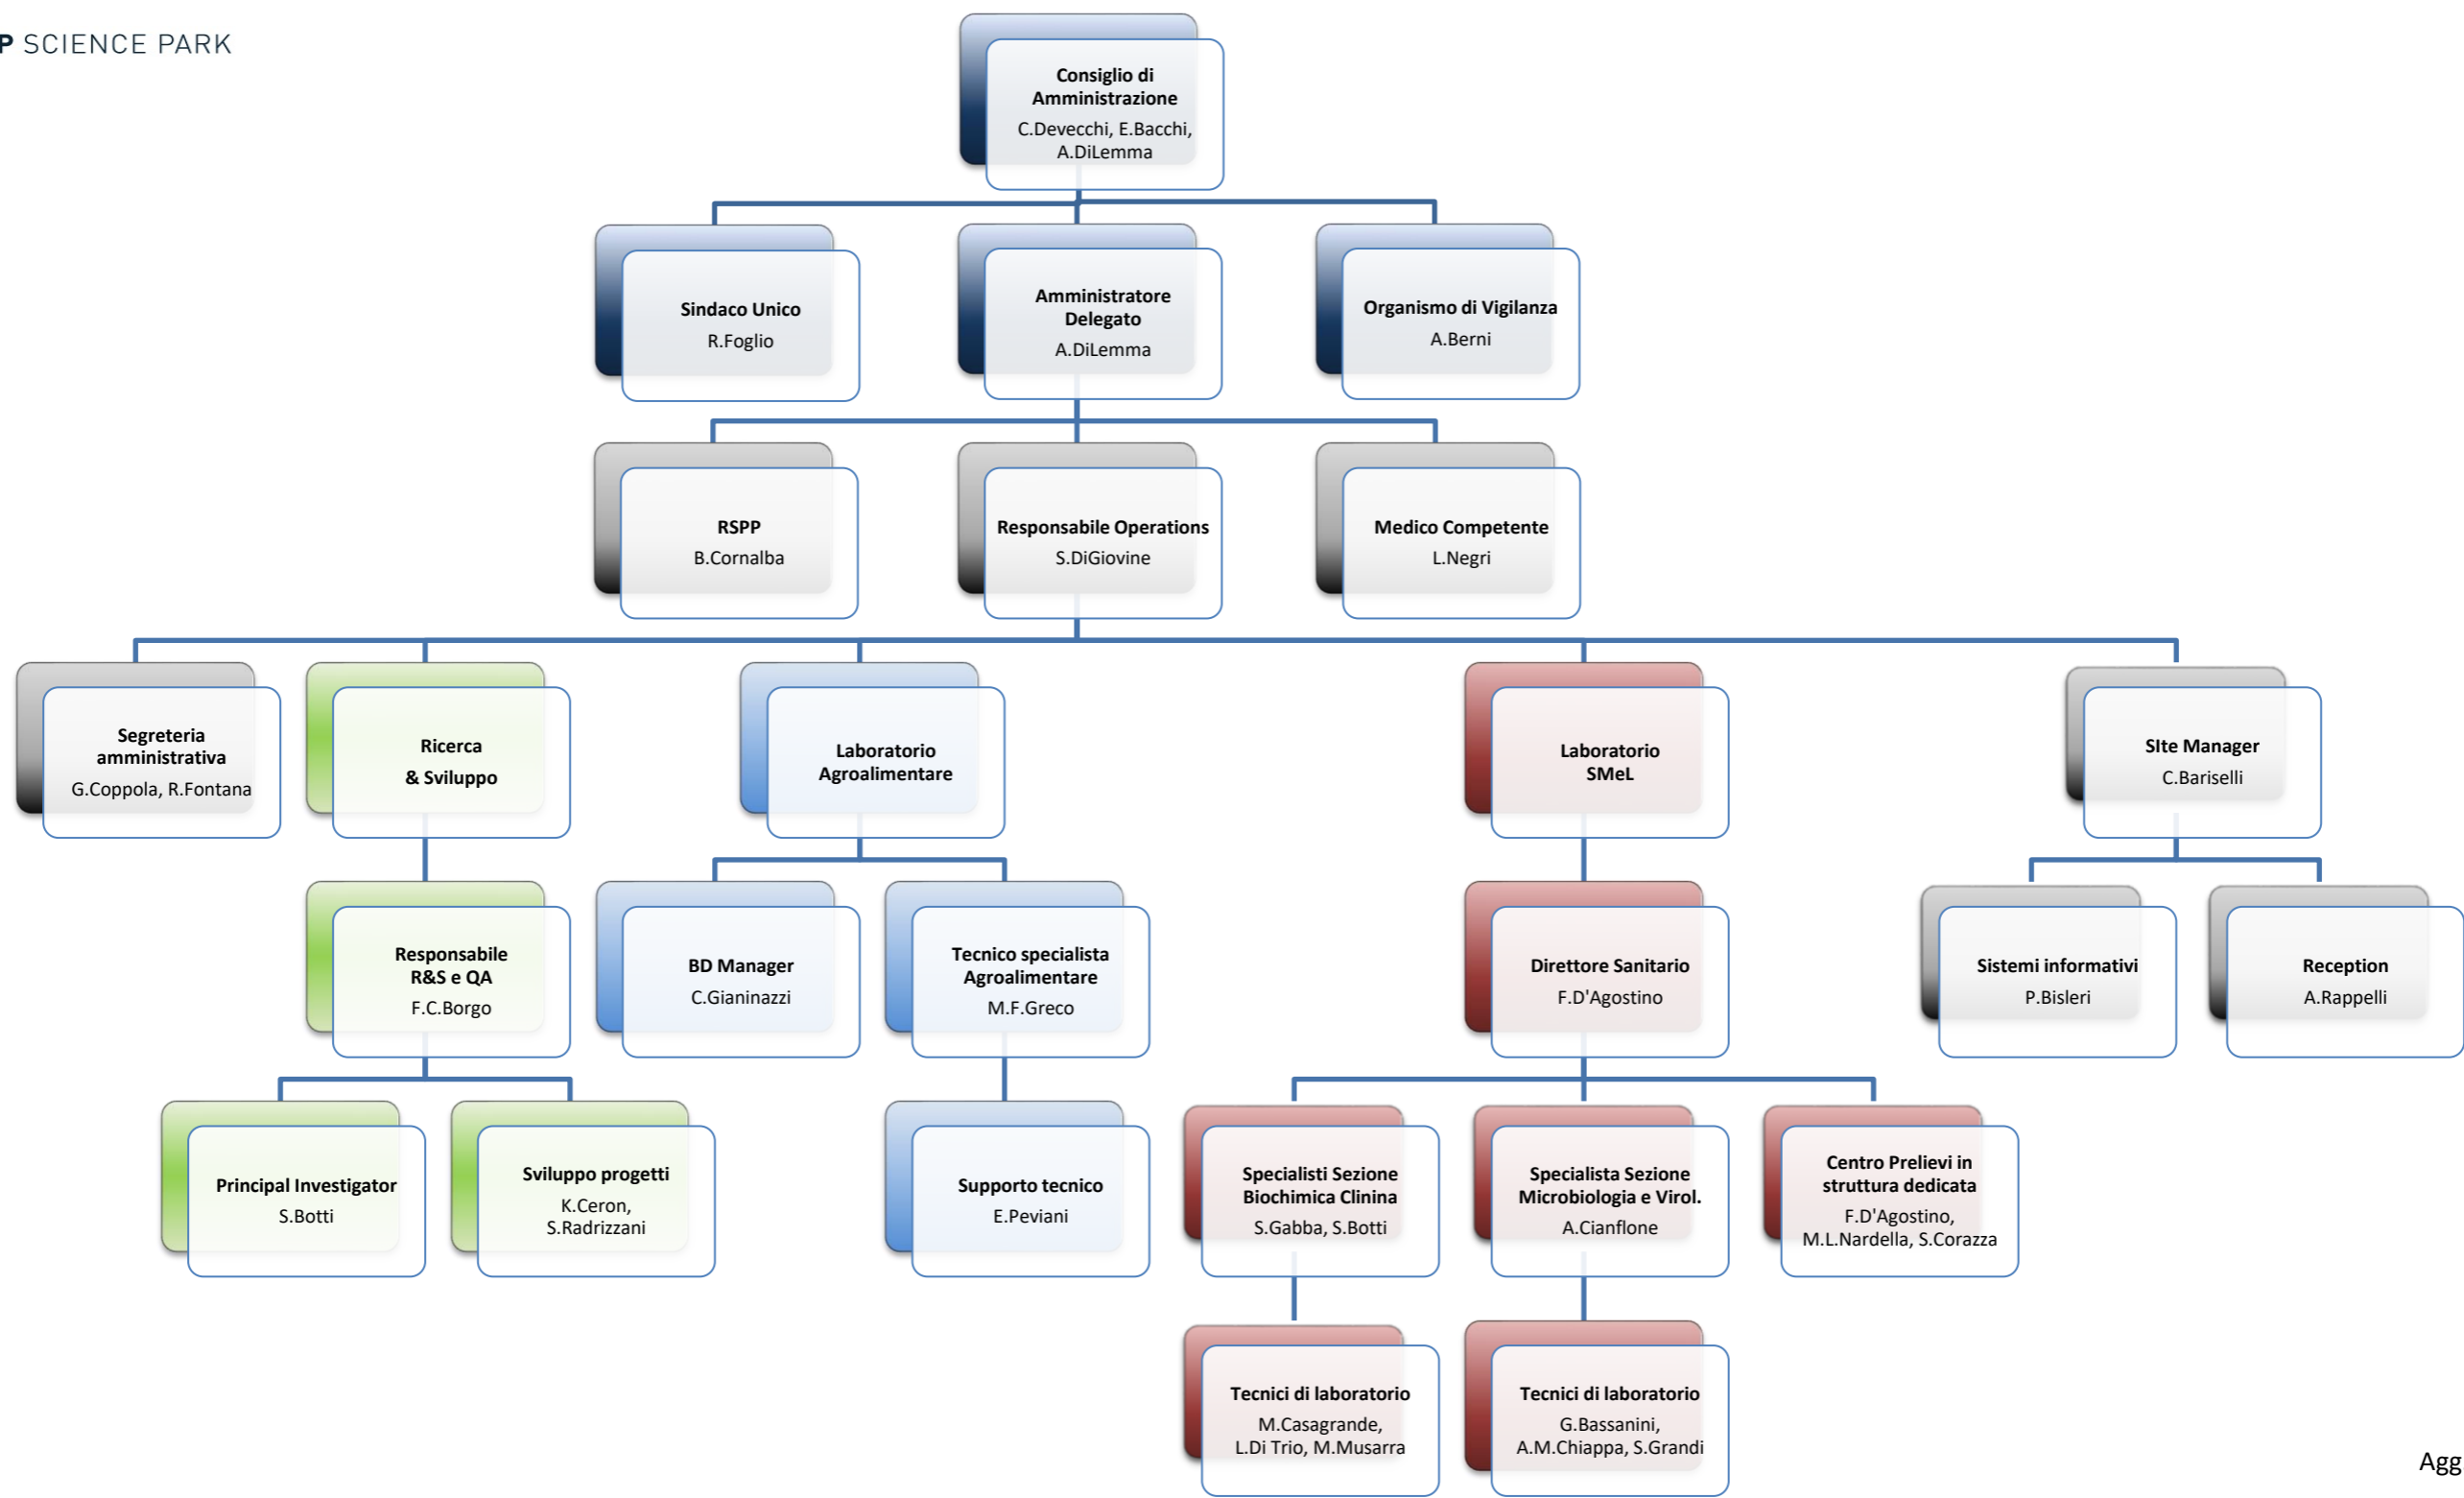 P SCIENCE PARK
Consiglio di
Amministrazione
C.Devecchi, E.Bacchi,
A.DiLemma
Sindaco Unico
R.Foglio
Amministratore
Delegato
A.DiLemma
Organismo di Vigilanza
A.Berni
RSPP
B.Cornalba
Responsabile Operations
S.DiGiovine
Medico Competente
L.Negri
Segreteria
amministrativa
G.Coppola, R.Fontana
Ricerca
& Sviluppo
Laboratorio
Agroalimentare
Laboratorio
SMeL
SIte Manager
C.Bariselli
Responsabile
R&S e QA
F.C.Borgo
BD Manager
C.Gianinazzi
Tecnico specialista
Agroalimentare
M.F.Greco
Direttore Sanitario
F.D'Agostino
Sistemi informativi
P.Bisleri
Reception
A.Rappelli
Principal Investigator
S.Botti
Sviluppo progetti
K.Ceron,
S.Radrizzani
Supporto tecnico
E.Peviani
Specialisti Sezione
Biochimica Clinina
S.Gabba, S.Botti
Specialista Sezione
Microbiologia e Virol.
A.Cianflone
Centro Prelievi in
struttura dedicata
F.D'Agostino,
M.L.Nardella, S.Corazza
Tecnici di laboratorio
M.Casagrande,
L.Di Trio, M.Musarra
Tecnici di laboratorio
G.Bassanini,
A.M.Chiappa, S.Grandi
Agg